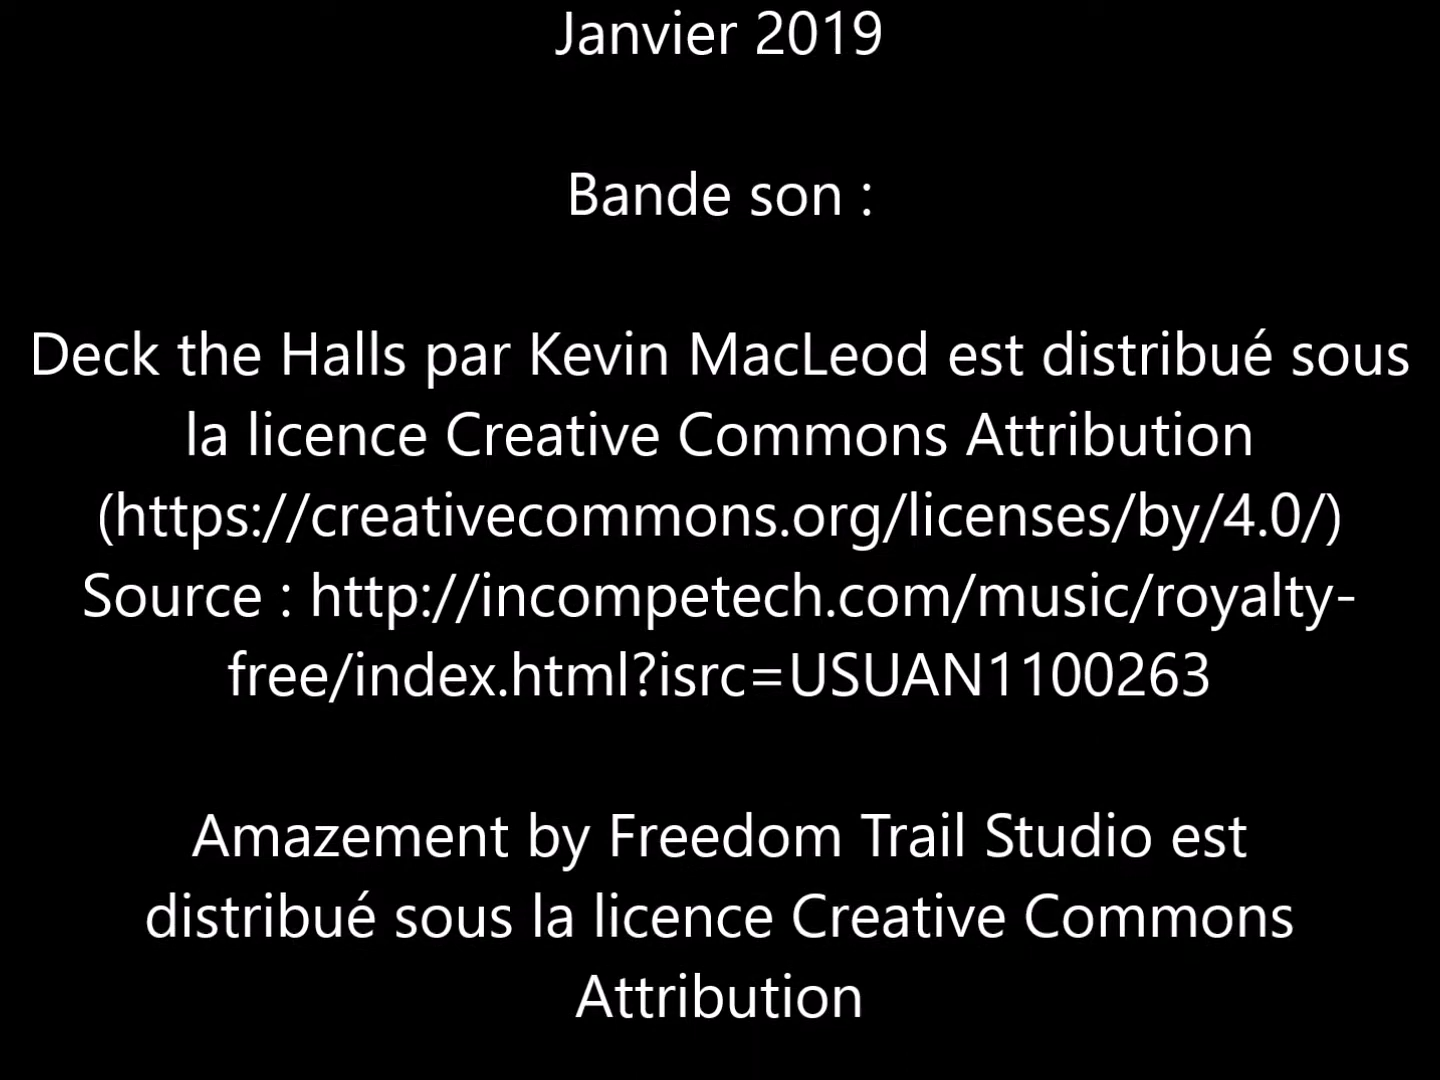 Janvier 2019
Bande son :
Deck the Halls par Kevin MacLeod est distribué sous
la licence Creative Commons Attribution
(https://creativecommons.org/licenses/by/4.0/)
Source : http://incompetech.com/music/royalty-
free/index.html?isrc=USUAN1100263
Amazement by Freedom Trail Studio est
distribué sous la licence Creative Commons
Attribution